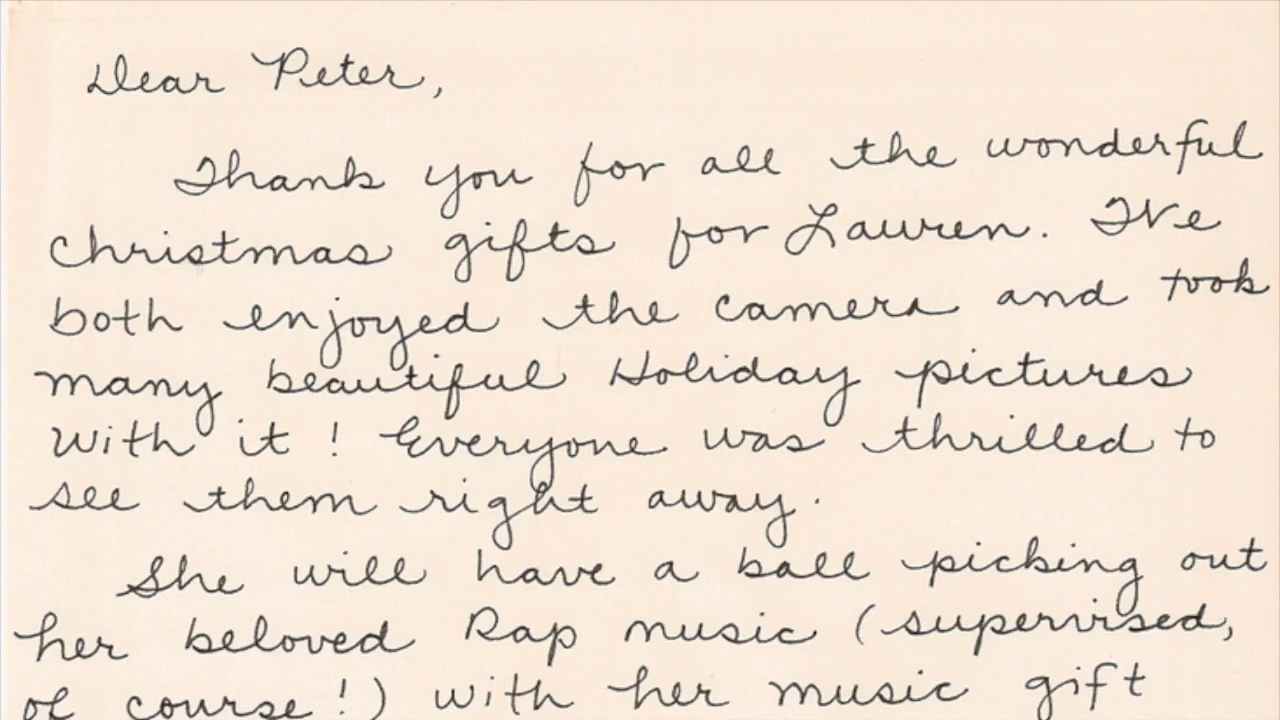 Dear Peter,
Thank you for all the wonderful
Christmas gifts for Lauren. We
both enjoyed the camera and took
many beautiful Holiday pictures
with it! Everyone was thrilled to
see them right away.
She will have a ball picking out
her beloved Rap music (supervised,
of course!) with her music gift